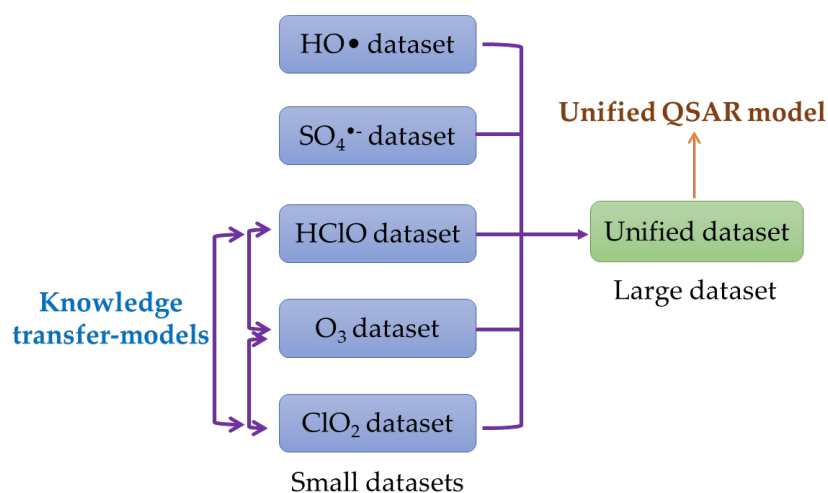 HO● dataset
SO₄•- dataset
HClO dataset
O₃ dataset
ClO₂ dataset
Small datasets
Knowledge
transfer-models
Unified QSAR model
Unified dataset
Large dataset